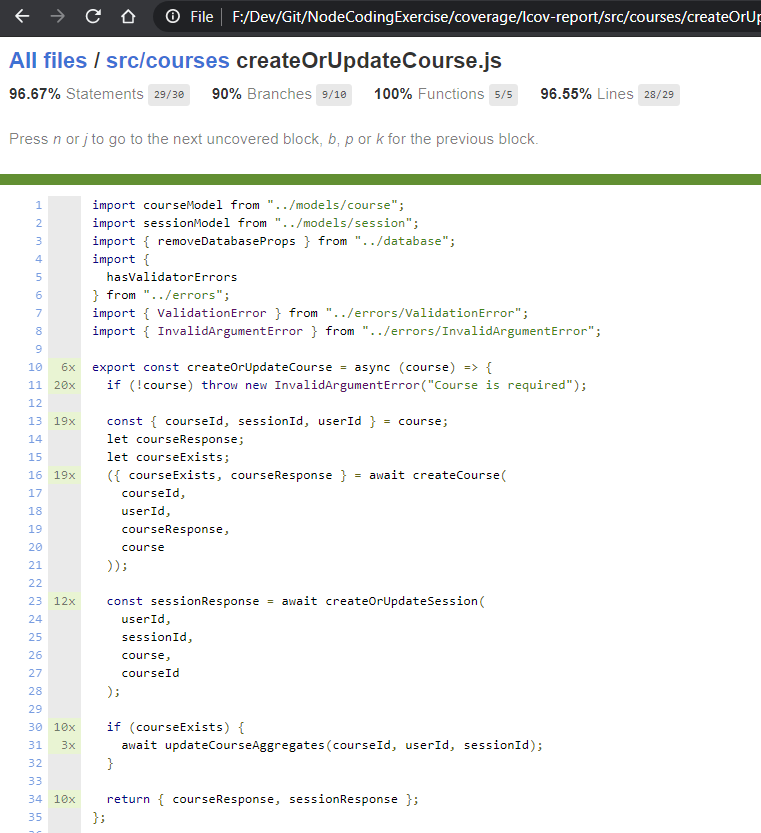 File F:/Dev/Git/NodeCodingExercise/coverage/lcov-report/src/courses/createOrUp
All files / src/courses createOrUpdateCourse.js
96.67% Statements 29/30 90% Branches 9/10 100% Functions 5/5 96.55% Lines 28/29
Press n or j to go to the next uncovered block, b, p or k for the previous block.
1 import courseModel from "../models/course";
2 import sessionModel from "../models/session";
3 import { removeDatabaseProps } from "../database";
4 import {
5 hasValidatorErrors
6 } from "../errors";
7 import { ValidationError } from "../errors/ValidationError";
8 import { InvalidArgumentError } from "../errors/InvalidArgumentError";
9
10 6x export const createOrUpdateCourse = async (course) => {
11 20x if (!course) throw new InvalidArgumentError("Course is required");
12
13 19x const { courseId, sessionId, userId } = course;
14 let courseResponse;
15 let courseExists;
16 19x ({ courseExists, courseResponse } = await createCourse(
17 courseId,
18 userId,
19 courseResponse,
20 course
21 ));
22
23 12x const sessionResponse = await createOrUpdateSession(
24 userId,
25 sessionId,
26 course,
27 courseId
28 );
29
30 10x if (courseExists) {
31 3x await updateCourseAggregates(courseId, userId, sessionId);
32 }
33
34 10x return { courseResponse, sessionResponse };
35 };